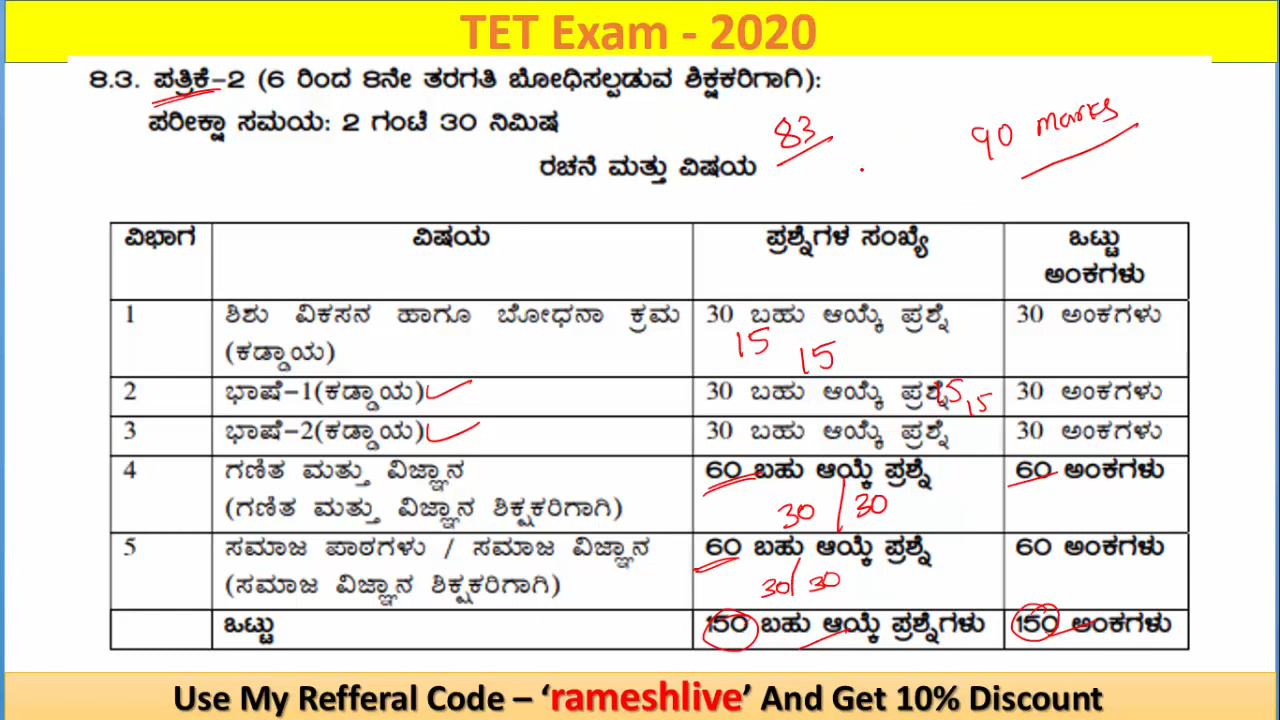 TET Exam - 2020
8.3. ಪತ್ರಿಕೆ-2 (6 ರಿಂದ 8ನೇ ತರಗತಿ ಬೋಧಿಸಲ್ಪಡುವ ಶಿಕ್ಷಕರಿಗಾಗಿ):
ಪರೀಕ್ಷಾ ಸಮಯ: 2 ಗಂಟೆ 30 ನಿಮಿಷ
83
90 marks
ರಚನೆ ಮತ್ತು ವಿಷಯ
ವಿಭಾಗ ವಿಷಯ ಪ್ರಶ್ನೆಗಳ ಸಂಖ್ಯೆ ಒಟ್ಟು
ಅಂಕಗಳು
1 ಶಿಶು ವಿಕಸನ ಹಾಗೂ ಬೋಧನಾ ಕ್ರಮ 30 ಬಹು ಆಯ್ಕೆ ಪ್ರಶ್ನೆ 30 ಅಂಕಗಳು
(ಕಡ್ಡಾಯ) 15 15
2 ಭಾಷೆ-1(ಕಡ್ಡಾಯ) 30 ಬಹು ಆಯ್ಕೆ ಪ್ರಶ್ನೆ 15 15 30 ಅಂಕಗಳು
3 ಭಾಷೆ-2(ಕಡ್ಡಾಯ) 30 ಬಹು ಆಯ್ಕೆ ಪ್ರಶ್ನೆ 30 ಅಂಕಗಳು
4 ಗಣಿತ ಮತ್ತು ವಿಜ್ಞಾನ 60 ಬಹು ಆಯ್ಕೆ ಪ್ರಶ್ನೆ 60 ಅಂಕಗಳು
(ಗಣಿತ ಮತ್ತು ವಿಜ್ಞಾನ ಶಿಕ್ಷಕರಿಗಾಗಿ) 30 / 30
5 ಸಮಾಜ ಪಾಠಗಳು / ಸಮಾಜ ವಿಜ್ಞಾನ 60 ಬಹು ಆಯ್ಕೆ ಪ್ರಶ್ನೆ 60 ಅಂಕಗಳು
(ಸಮಾಜ ವಿಜ್ಞಾನ ಶಿಕ್ಷಕರಿಗಾಗಿ) 30 / 30
ಒಟ್ಟು 150 ಬಹು ಆಯ್ಕೆ ಪ್ರಶ್ನೆಗಳು 150 ಅಂಕಗಳು
Use My Refferal Code – ‘rameshlive’ And Get 10% Discount